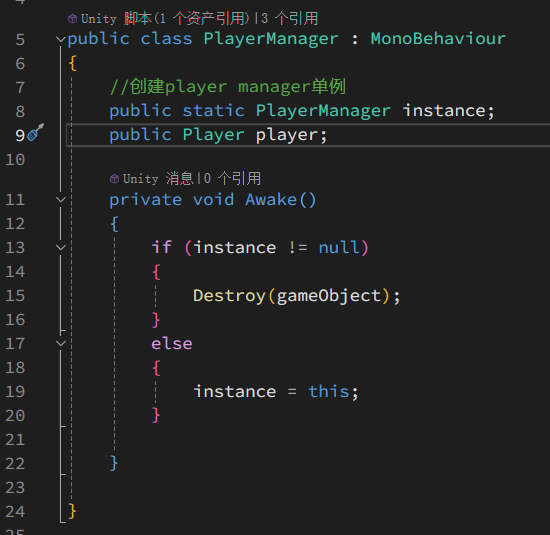 Unity 脚本(1 个资产引用)|3 个引用
5 public class PlayerManager : MonoBehaviour
6 {
7 //创建player manager单例
8 public static PlayerManager instance;
9 public Player player;
10
Unity 消息|0 个引用
11 private void Awake()
12 {
13 if (instance != null)
14 {
15 Destroy(gameObject);
16 }
17 else
18 {
19 instance = this;
20 }
21
22 }
23
24 }